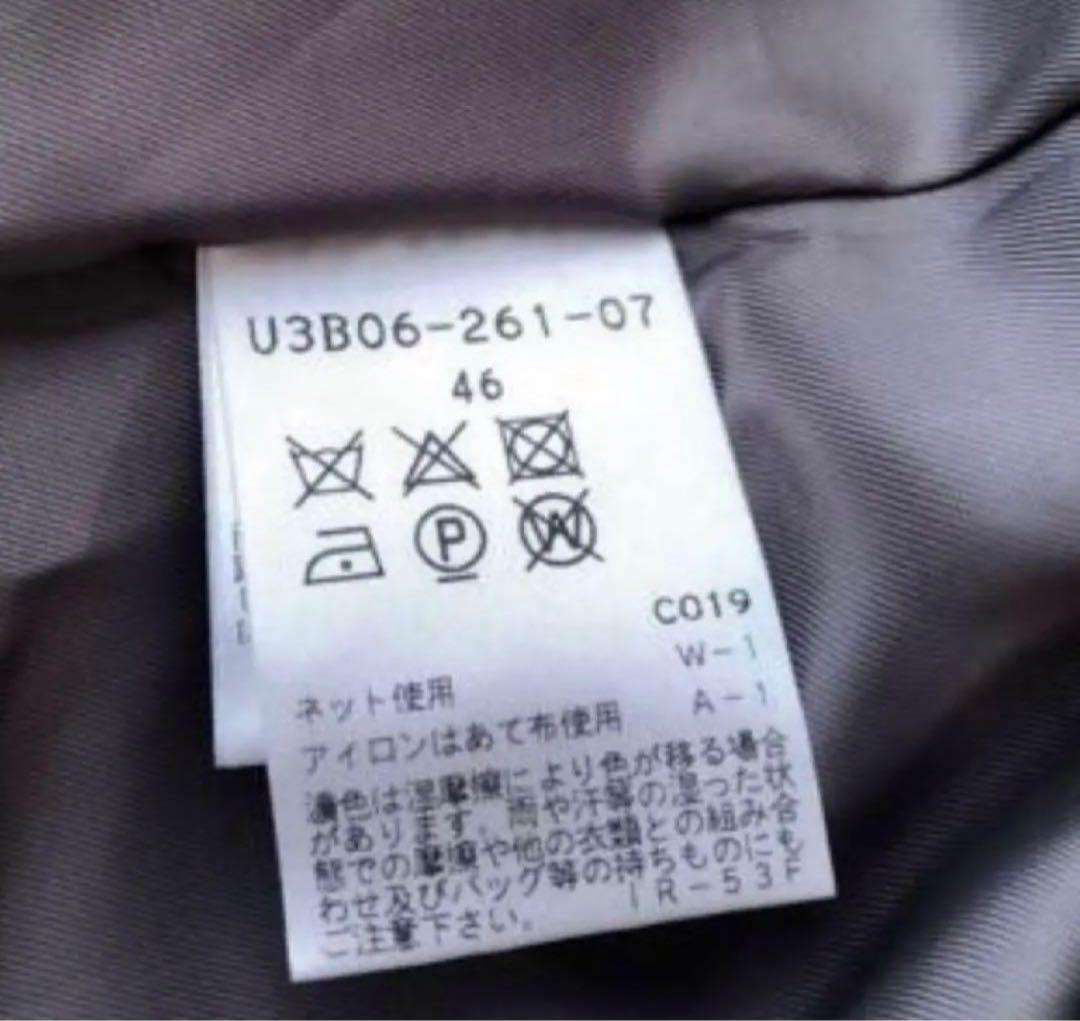 U3B06-261-07
46
P
W
C019
W-1
A-1
ネット使用
アイロンはあて布使用
濃色は湿摩擦により色が移る場合
があります。雨や汗等の湿った状
態での摩擦や他の衣類との組み合
わせ及びバッグ等の持ちものにも
ご注意下さい。
R-53F